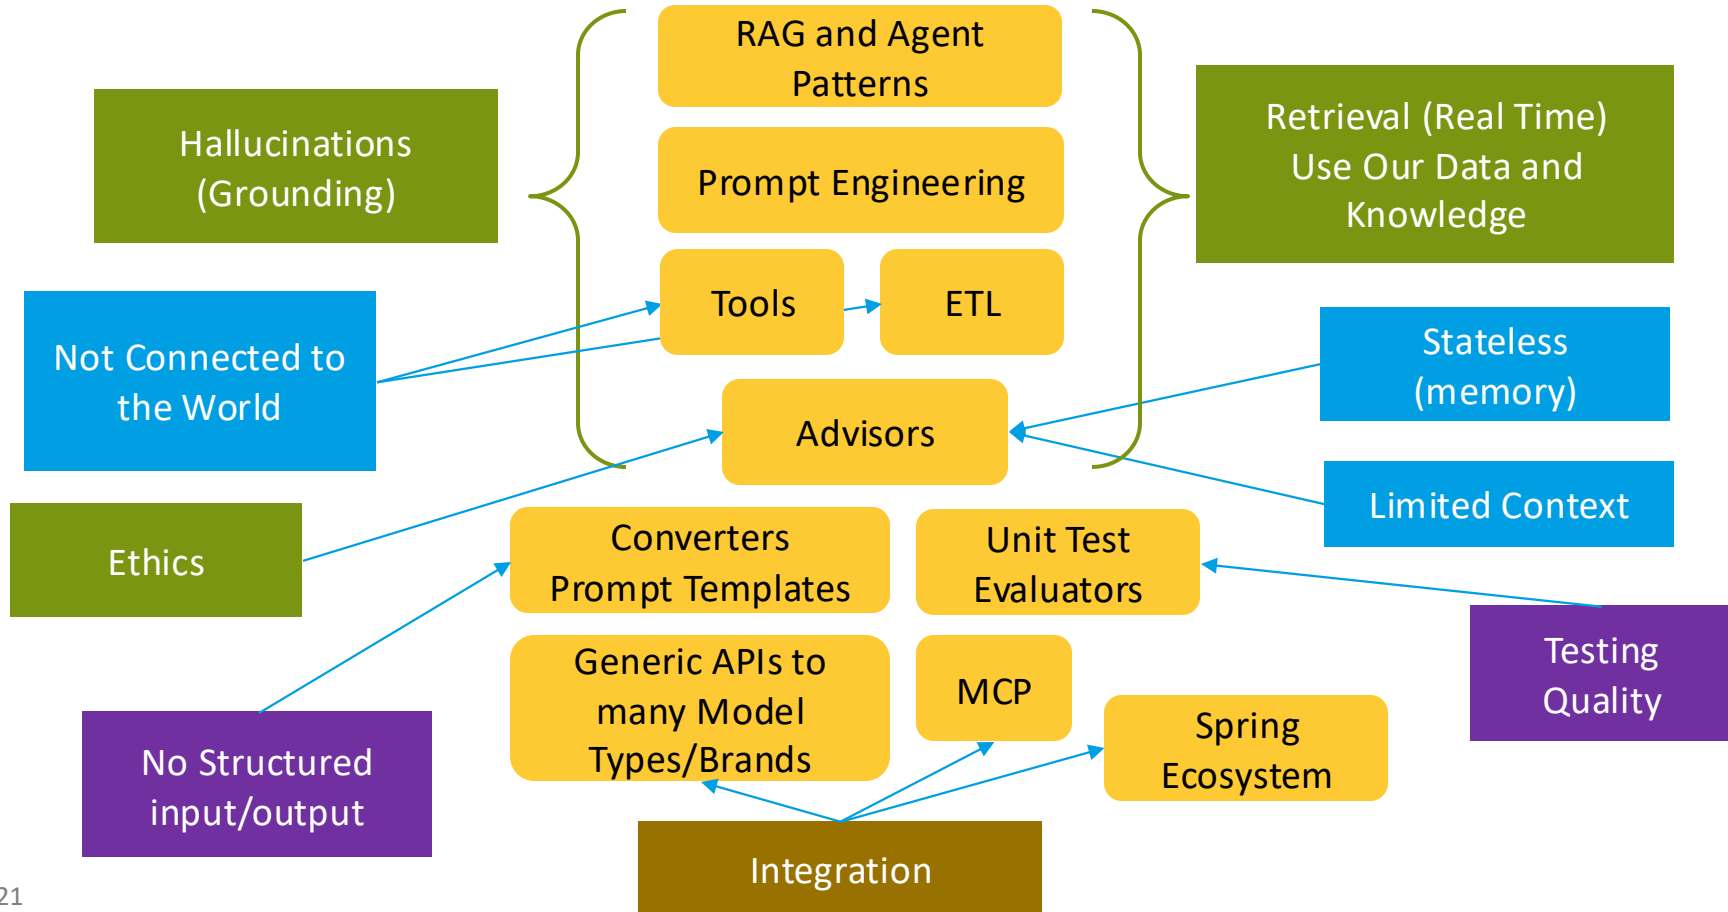 RAG and Agent
Patterns
Hallucinations
(Grounding)
Retrieval (Real Time)
Use Our Data and
Knowledge
Prompt Engineering
Tools
ETL
Not Connected to
the World
Stateless
(memory)
Advisors
Limited Context
Ethics
Converters
Prompt Templates
Unit Test
Evaluators
Testing
Quality
Generic APIs to
many Model
Types/Brands
MCP
Spring
Ecosystem
No Structured
input/output
Integration
21